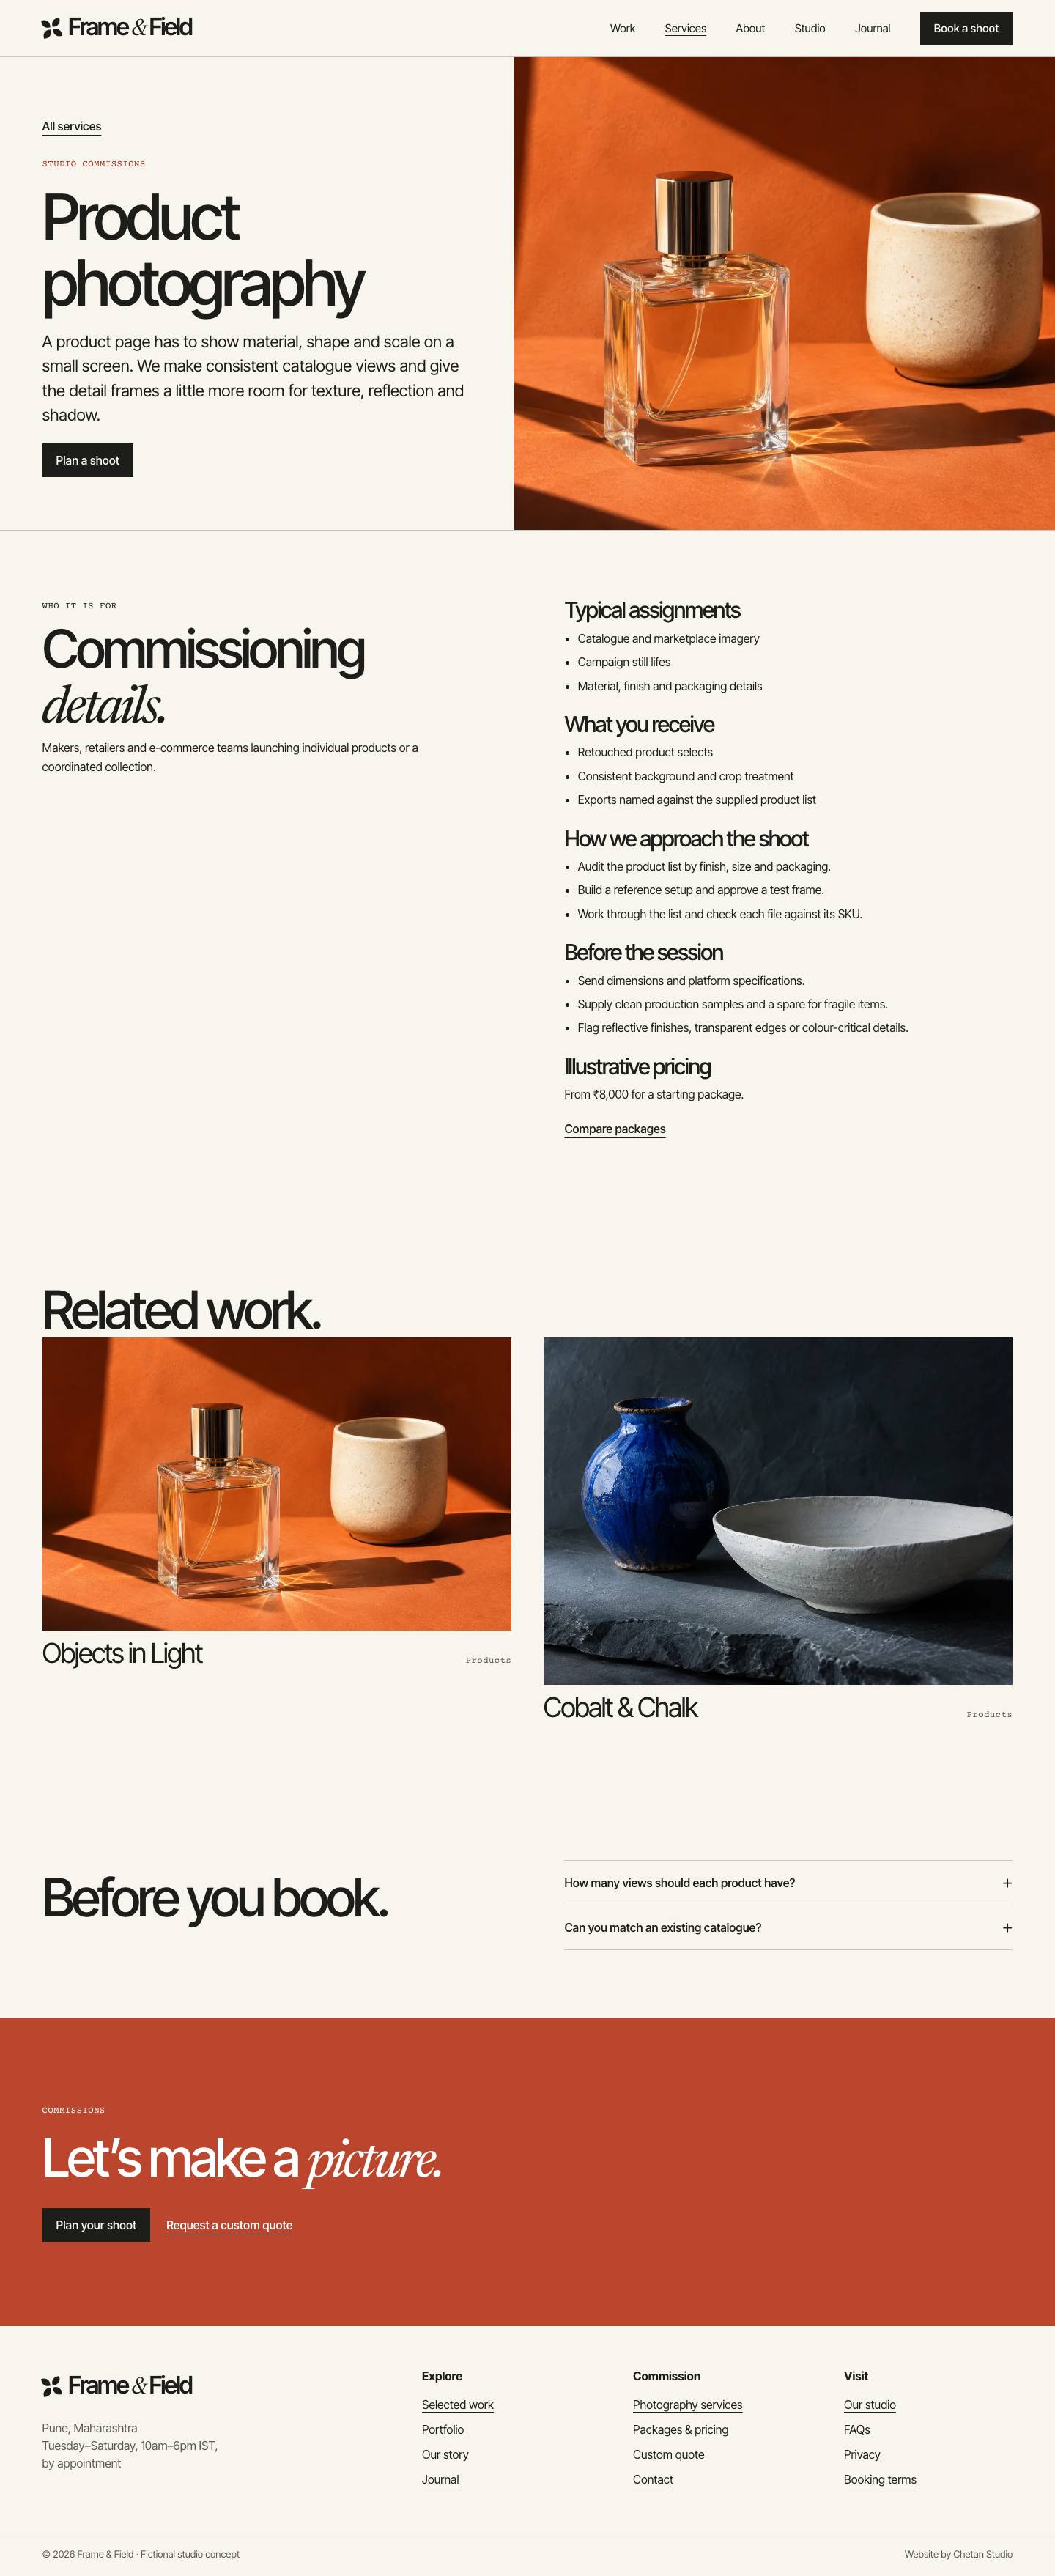 Frame & Field
Work
Services
About
Studio
Journal
Book a shoot
All services
STUDIO COMMISSIONS
Product
photography
A product page has to show material, shape and scale on a
small screen. We make consistent catalogue views and give
the detail frames a little more room for texture, reflection and
shadow.
Plan a shoot
WHO IT IS FOR
Commissioning
details.
Makers, retailers and e-commerce teams launching individual products or a
coordinated collection.
Typical assignments
• Catalogue and marketplace imagery
• Campaign still lifes
• Material, finish and packaging details
What you receive
• Retouched product selects
• Consistent background and crop treatment
• Exports named against the supplied product list
How we approach the shoot
• Audit the product list by finish, size and packaging.
• Build a reference setup and approve a test frame.
• Work through the list and check each file against its SKU.
Before the session
• Send dimensions and platform specifications.
• Supply clean production samples and a spare for fragile items.
• Flag reflective finishes, transparent edges or colour-critical details.
Illustrative pricing
From ₹8,000 for a starting package.
Compare packages
Related work.
Objects in Light
Products
Cobalt & Chalk
Products
Before you book.
How many views should each product have? +
Can you match an existing catalogue? +
COMMISSIONS
Let’s make a picture.
Plan your shoot
Request a custom quote
Frame & Field
Pune, Maharashtra
Tuesday–Saturday, 10am–6pm IST,
by appointment
Explore
Selected work
Portfolio
Our story
Journal
Commission
Photography services
Packages & pricing
Custom quote
Contact
Visit
Our studio
FAQs
Privacy
Booking terms
© 2026 Frame & Field · Fictional studio concept
Website by Chetan Studio